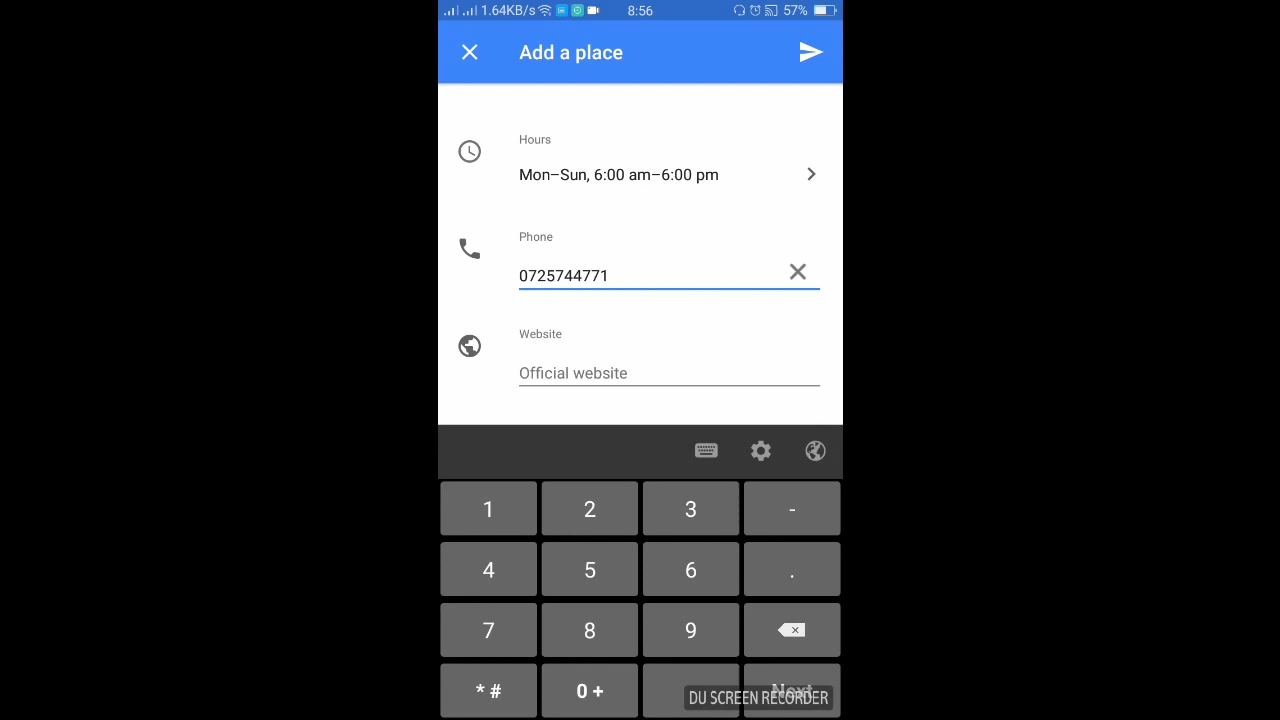 1.64KB/s 8:56 57%
Add a place
Hours
Mon–Sun, 6:00 am–6:00 pm
Phone
0725744771
Website
Official website
1 2 3 -
4 5 6 .
7 8 9
* # 0 + Next
DU SCREEN RECORDER